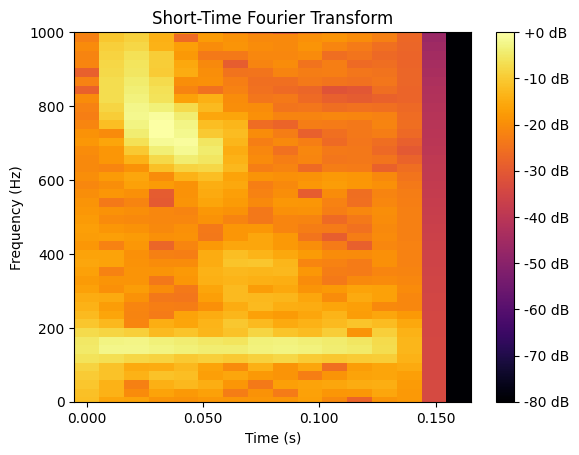 Short-Time Fourier Transform
1000
800
600
400
200
0
Frequency (Hz)
0.000
0.050
0.100
0.150
Time (s)
+0 dB
-10 dB
-20 dB
-30 dB
-40 dB
-50 dB
-60 dB
-70 dB
-80 dB